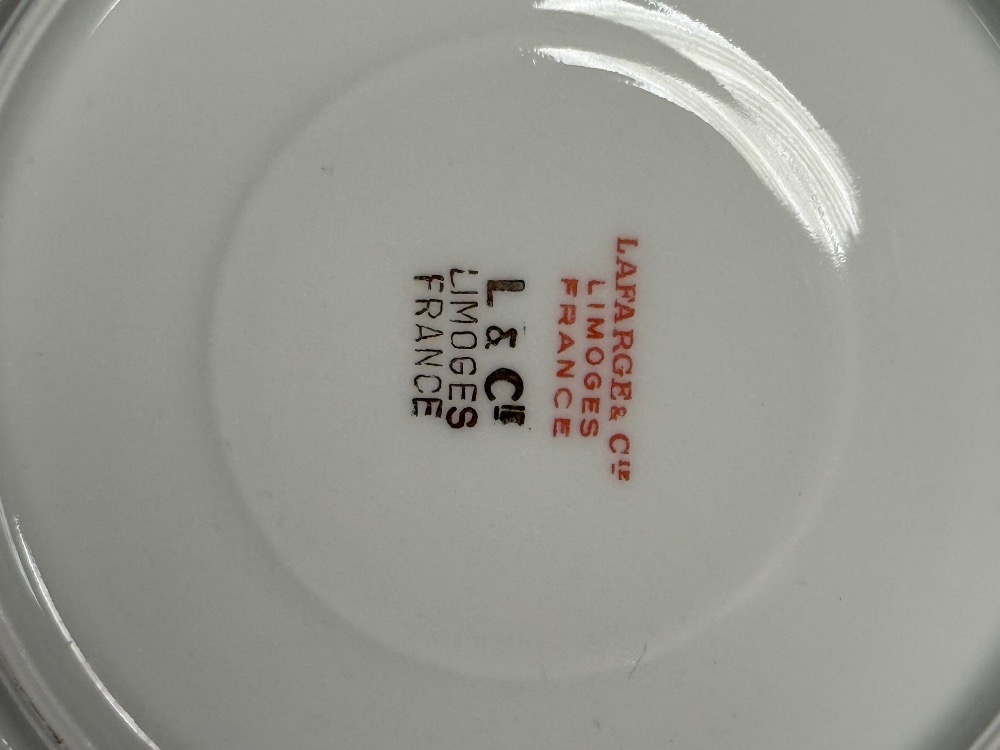 LAFARGE & CIE
LIMOGES
FRANCE
L & CIE
LIMOGES
FRANCE